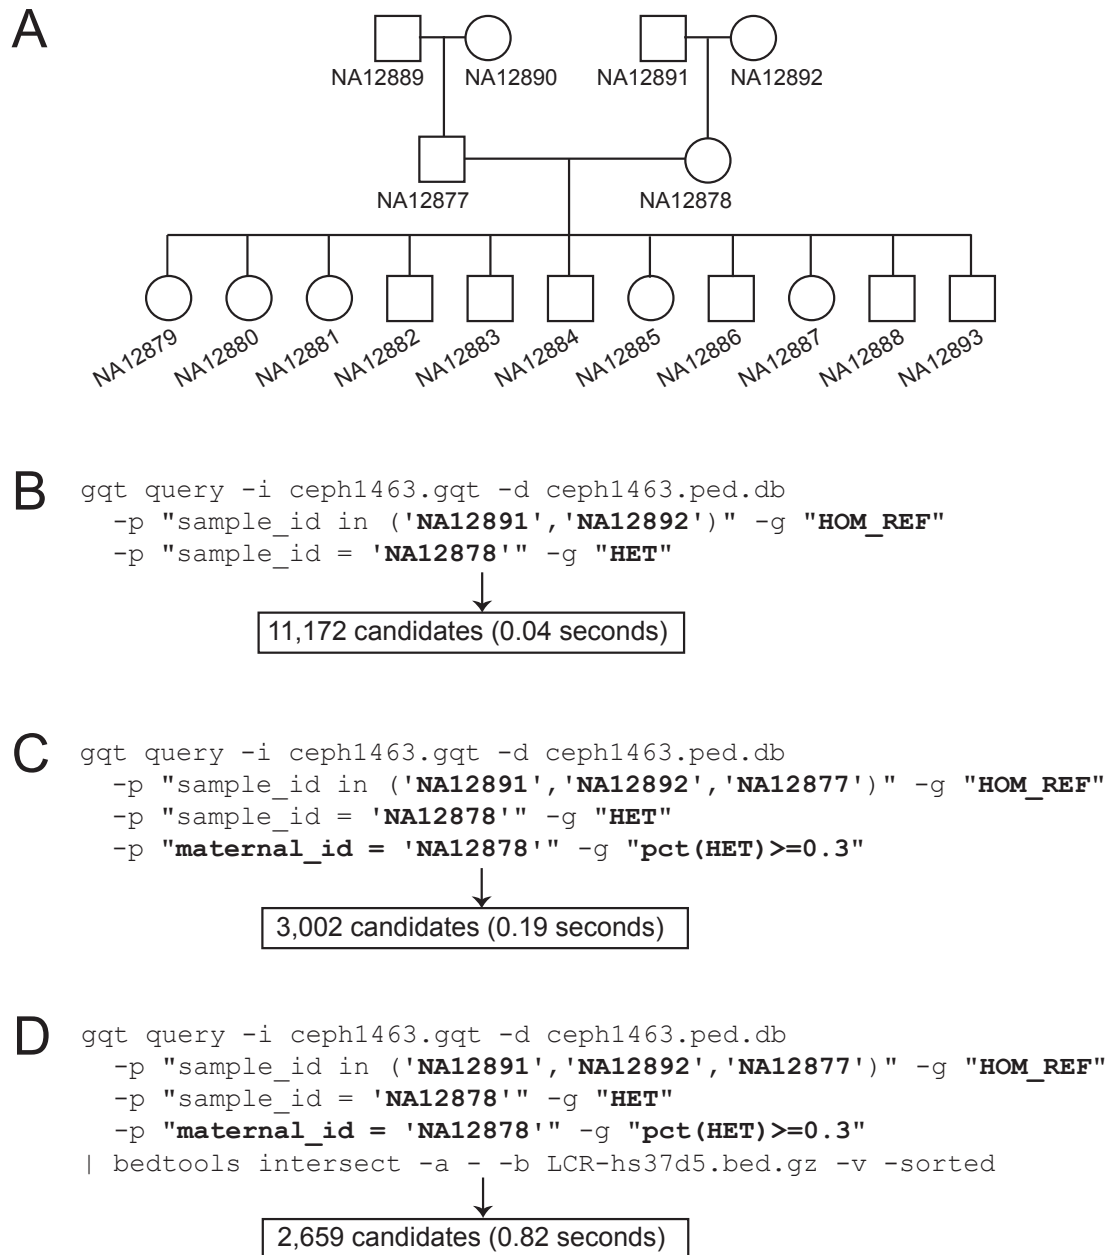 A
NA12889
NA12890
NA12891
NA12892
NA12877
NA12878
NA12879
NA12880
NA12881
NA12882
NA12883
NA12884
NA12885
NA12886
NA12887
NA12888
NA12893
B
gqt query -i ceph1463.gqt -d ceph1463.ped.db
-p "sample_id in ('NA12891','NA12892')" -g "HOM_REF"
-p "sample_id = 'NA12878'" -g "HET"
11,172 candidates (0.04 seconds)
C
gqt query -i ceph1463.gqt -d ceph1463.ped.db
-p "sample_id in ('NA12891','NA12892','NA12877')" -g "HOM_REF"
-p "sample_id = 'NA12878'" -g "HET"
-p "maternal_id = 'NA12878'" -g "pct(HET)>=0.3"
3,002 candidates (0.19 seconds)
D
gqt query -i ceph1463.gqt -d ceph1463.ped.db
-p "sample_id in ('NA12891','NA12892','NA12877')" -g "HOM_REF"
-p "sample_id = 'NA12878'" -g "HET"
-p "maternal_id = 'NA12878'" -g "pct(HET)>=0.3"
| bedtools intersect -a - -b LCR-hs37d5.bed.gz -v -sorted
2,659 candidates (0.82 seconds)